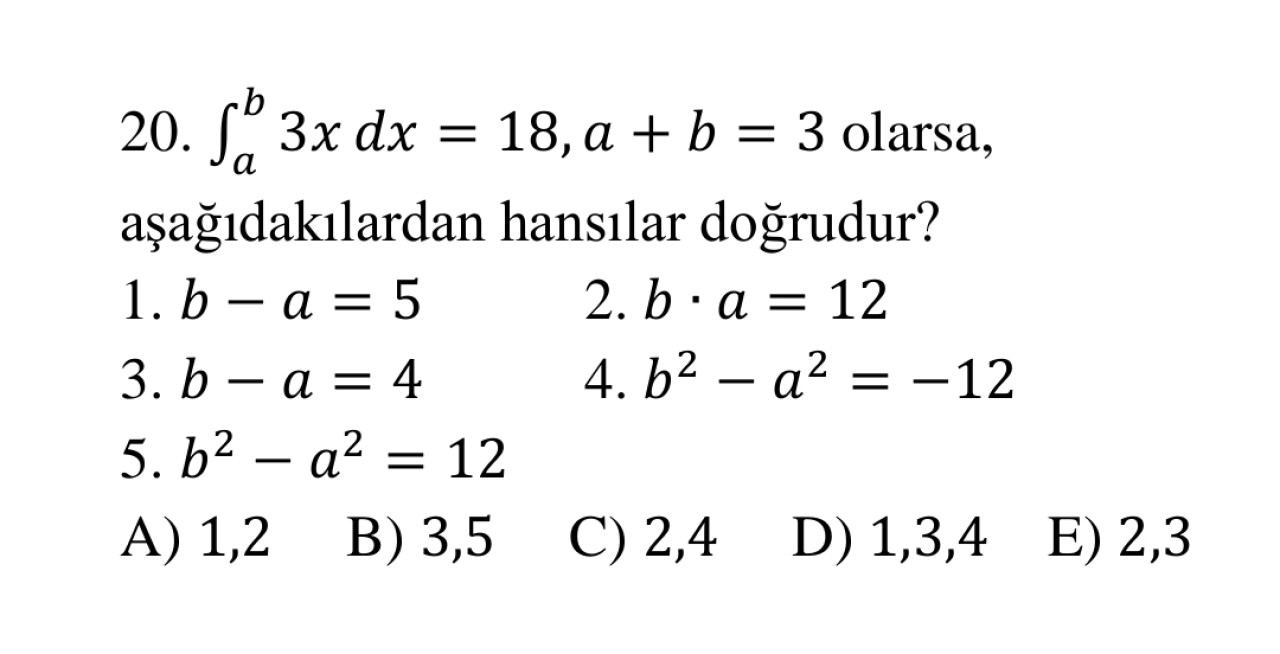 20. ∫ₐᵇ 3x dx = 18, a + b = 3 olarsa,
aşağıdakılardan hansılar doğrudur?
1. b − a = 5 2. b · a = 12
3. b − a = 4 4. b² − a² = −12
5. b² − a² = 12
A) 1,2 B) 3,5 C) 2,4 D) 1,3,4 E) 2,3